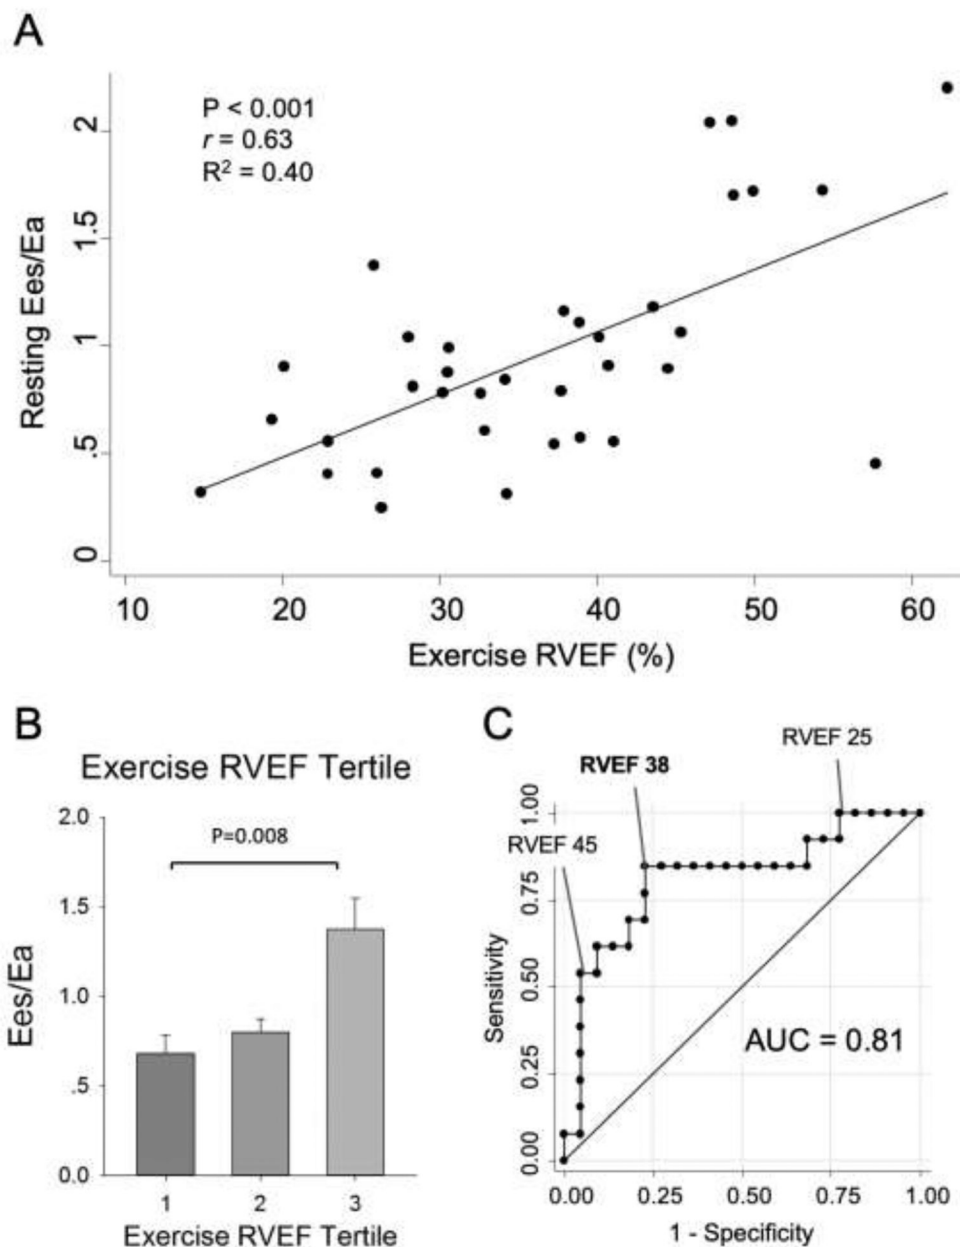 A
P < 0.001
r = 0.63
R² = 0.40
Resting Ees/Ea
2
1.5
1
.5
0
10 20 30 40 50 60
Exercise RVEF (%)
B
Exercise RVEF Tertile
P=0.008
Ees/Ea
2.0
1.5
1.0
.5
0.0
1 2 3
Exercise RVEF Tertile
C
RVEF 25
RVEF 38
RVEF 45
Sensitivity
1.00
0.75
0.50
0.25
0.00
AUC = 0.81
0.00 0.25 0.50 0.75 1.00
1 - Specificity